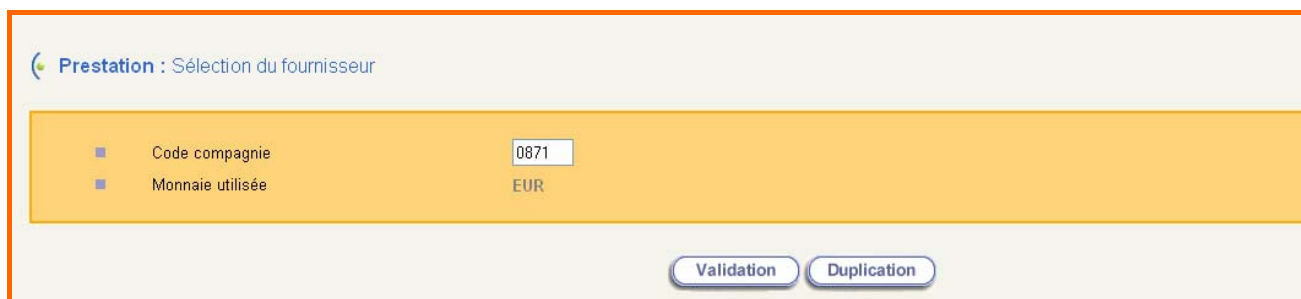 Prestation : Sélection du fournisseur
Code compagnie 0871
Monnaie utilisée EUR
Validation Duplication